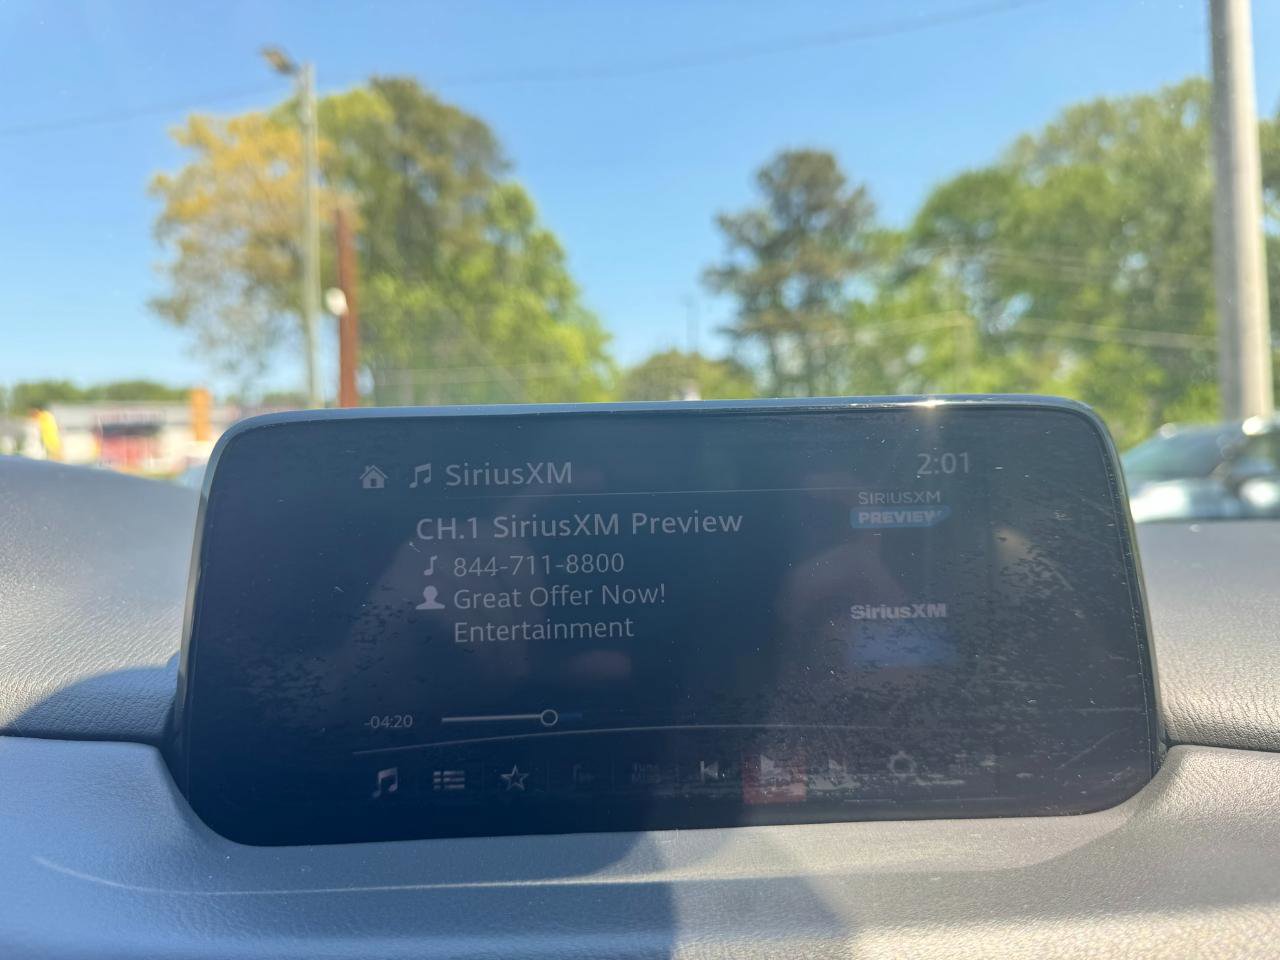 SiriusXM
2:01
SIRIUSXM
PREVIEW
CH.1 SiriusXM Preview
844-711-8800
Great Offer Now!
SiriusXM
Entertainment
-04:20